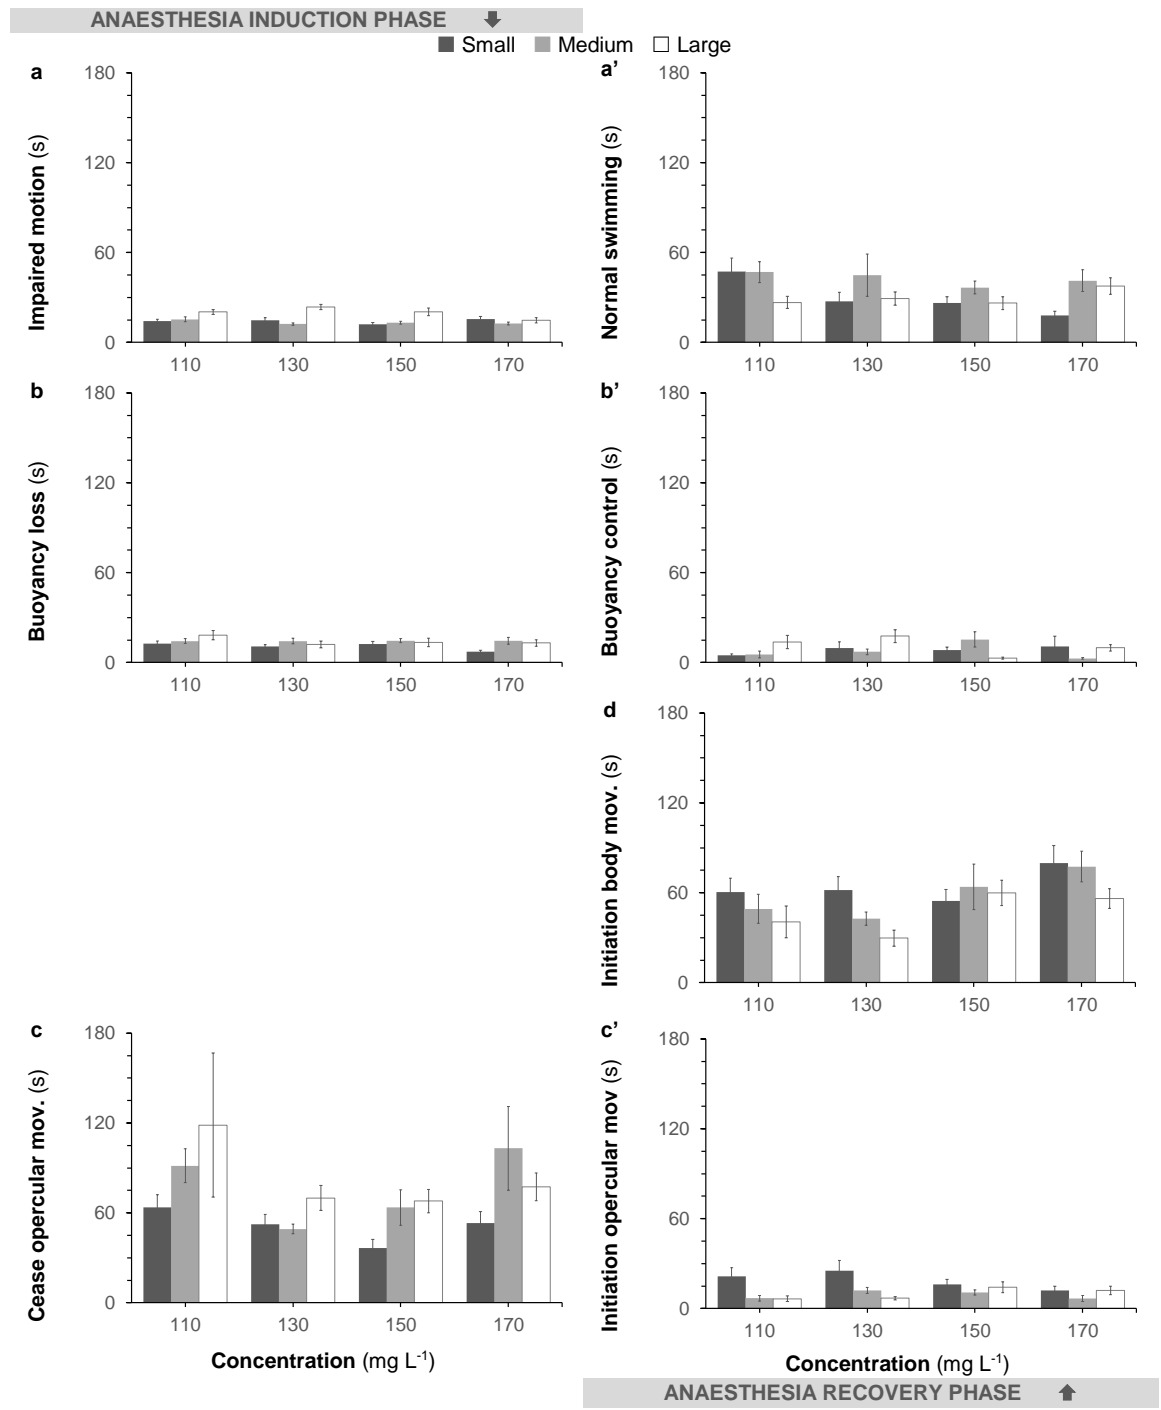 ANAESTHESIA INDUCTION PHASE
Small Medium Large
a
180
120
60
0
Impaired motion (s)
110 130 150 170
a’
180
120
60
0
Normal swimming (s)
110 130 150 170
b
180
120
60
0
Buoyancy loss (s)
110 130 150 170
b’
180
120
60
0
Buoyancy control (s)
110 130 150 170
d
180
120
60
0
Initiation body mov. (s)
110 130 150 170
c
180
120
60
0
Cease opercular mov. (s)
110 130 150 170
Concentration (mg L-1)
c’
180
120
60
0
Initiation opercular mov (s)
110 130 150 170
Concentration (mg L-1)
ANAESTHESIA RECOVERY PHASE